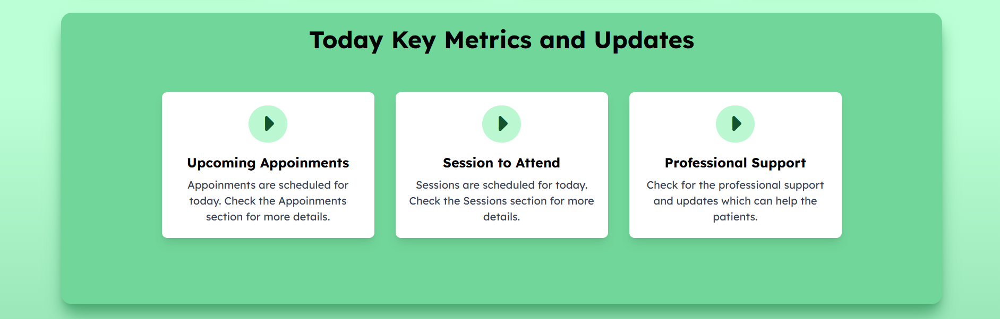 Today Key Metrics and Updates
Upcoming Appoinments
Appoinments are scheduled for
today. Check the Appoinments
section for more details.
Session to Attend
Sessions are scheduled for today.
Check the Sessions section for more
details.
Professional Support
Check for the professional support
and updates which can help the
patients.